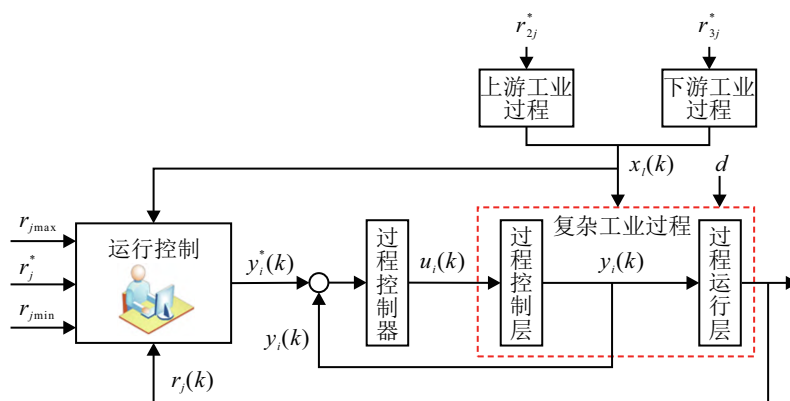 r*2j
r*3j
上游工业
过程
下游工业
过程
xl(k)
d
rjmax
r*j
rjmin
运行控制
y*i(k)
过程控制器
ui(k)
复杂工业过程
过程控制层
yi(k)
过程运行层
yi(k)
rj(k)